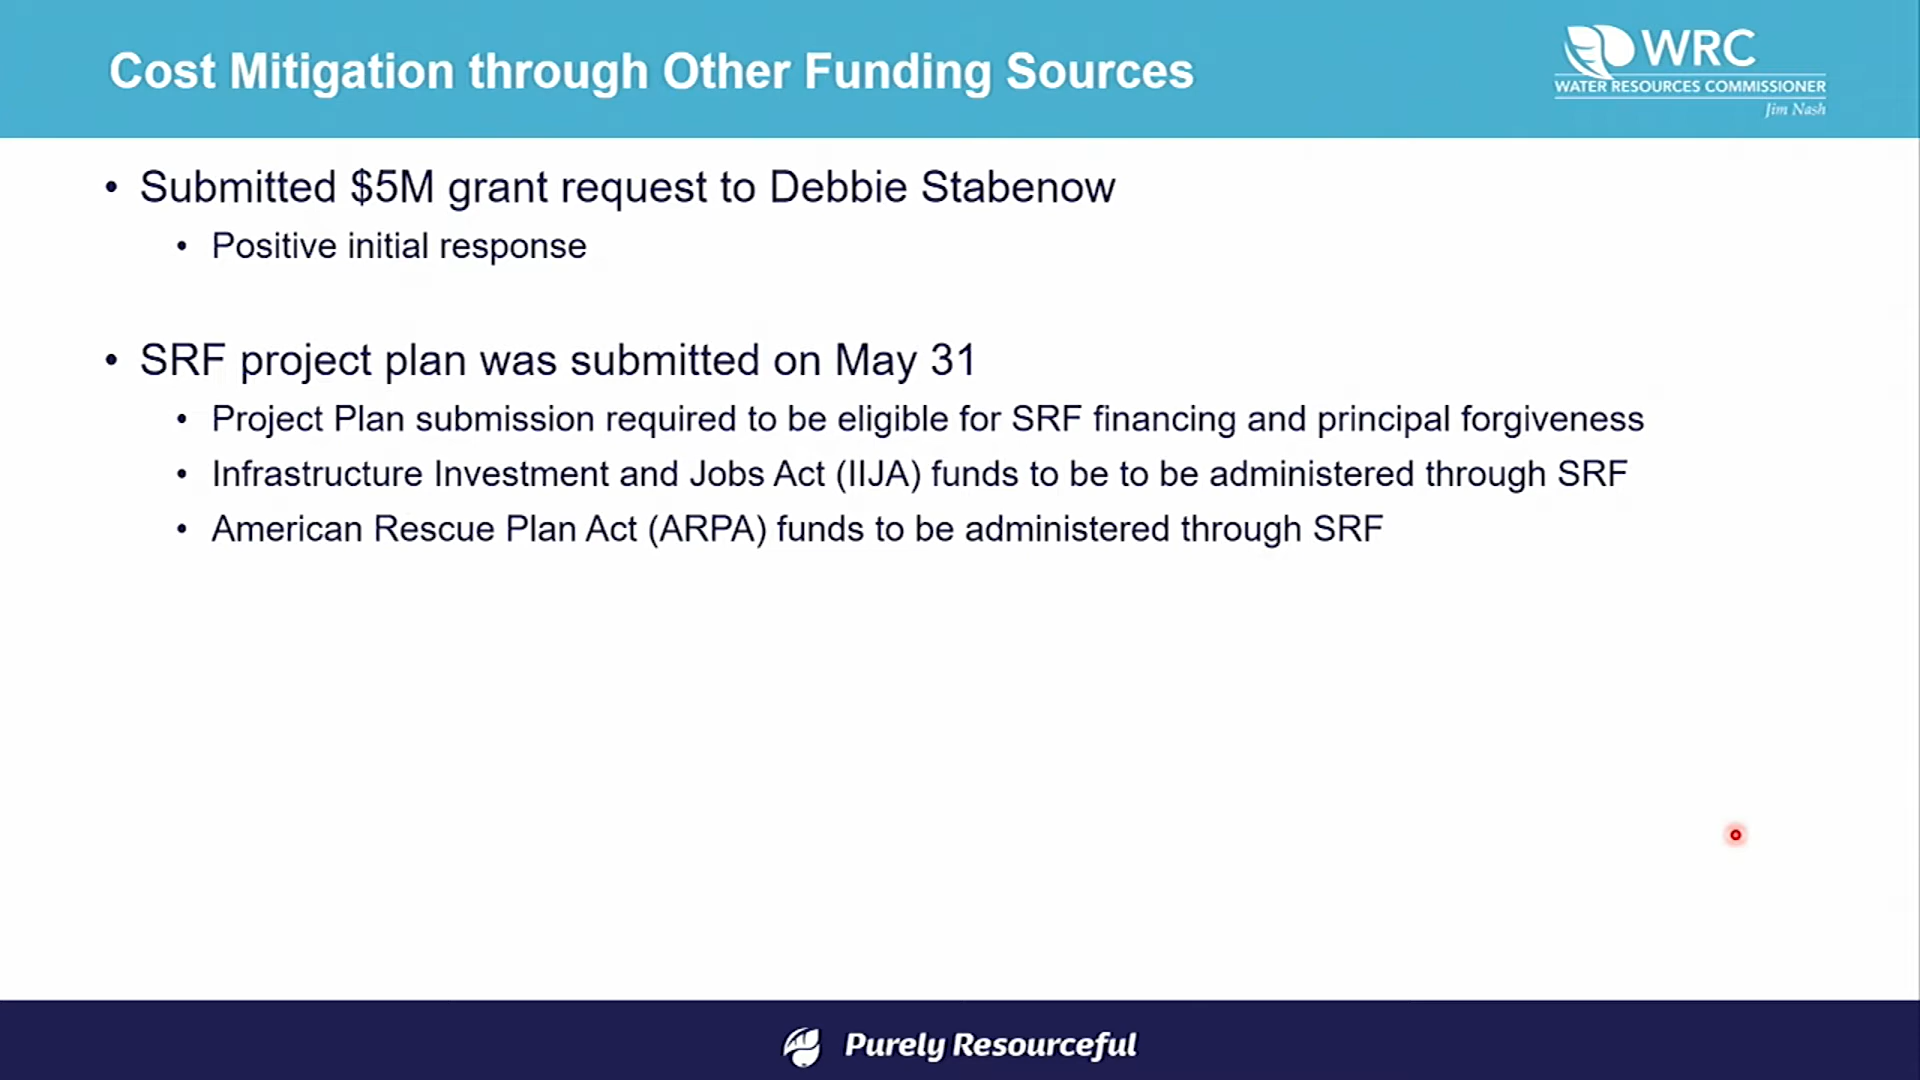 Cost Mitigation through Other Funding Sources
WRC
WATER RESOURCES COMMISSIONER
Jim Nash
• Submitted $5M grant request to Debbie Stabenow
• Positive initial response
• SRF project plan was submitted on May 31
• Project Plan submission required to be eligible for SRF financing and principal forgiveness
• Infrastructure Investment and Jobs Act (IIJA) funds to be to be administered through SRF
• American Rescue Plan Act (ARPA) funds to be administered through SRF
Purely Resourceful